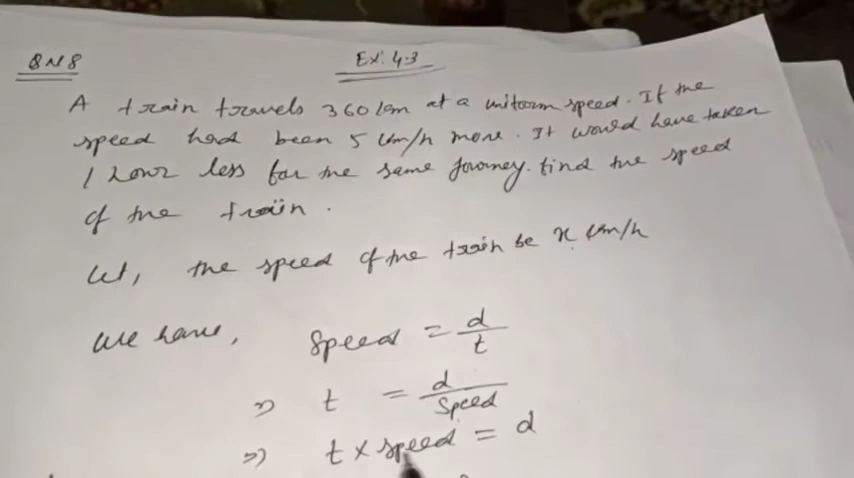 QN8 Ex. 4.3
A train travels 360 km at a uniform speed. If the
speed had been 5 km/h more. It would have taken
1 hour less for the same journey. find the speed
of the train.
Let, the speed of the train be x km/h
We have, Speed = d/t
⇒ t = d/Speed
⇒ t × speed = d